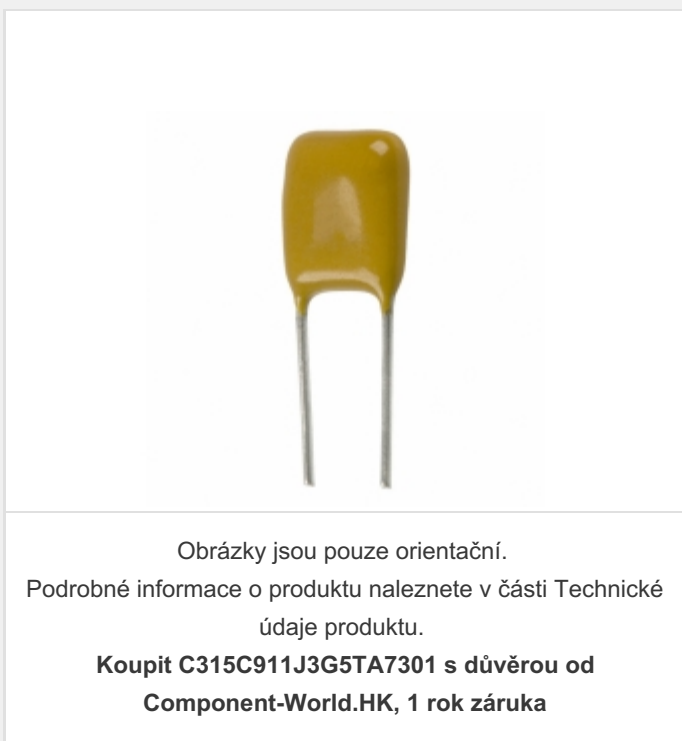 Obrázky jsou pouze orientační.
Podrobné informace o produktu naleznete v části Technické
údaje produktu.
Koupit C315C911J3G5TA7301 s důvěrou od
Component-World.HK, 1 rok záruka